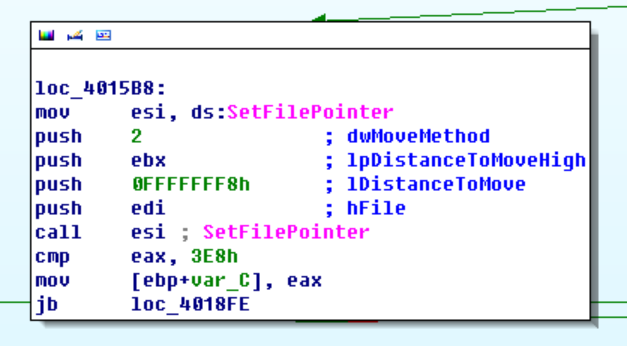 loc_4015B8:
mov esi, ds:SetFilePointer
push 2 ; dwMoveMethod
push ebx ; lpDistanceToMoveHigh
push 0FFFFFFF8h ; lDistanceToMove
push edi ; hFile
call esi ; SetFilePointer
cmp eax, 3E8h
mov [ebp+var_C], eax
jb loc_4018FE